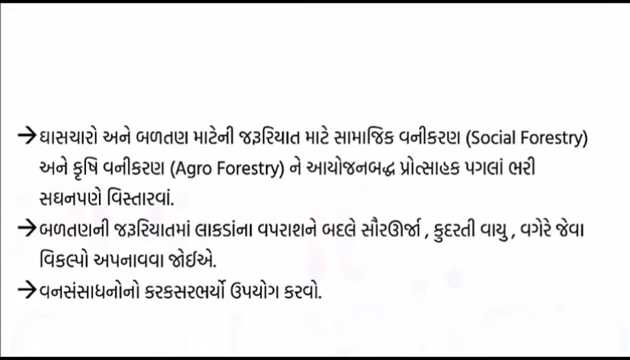 → ઘાસચારો અને બળતણ માટેની જરૂરિયાત માટે સામાજિક વનીકરણ (Social Forestry)
અને કૃષિ વનીકરણ (Agro Forestry) ને આયોજનબદ્ધ પ્રોત્સાહક પગલાં ભરી
સઘનપણે વિસ્તારવાં.
→ બળતણની જરૂરિયાતમાં લાકડાંના વપરાશને બદલે સૌરઊર્જા , કુદરતી વાયુ , વગેરે જેવા
વિકલ્પો અપનાવવા જોઈએ.
→ વનસંસાધનોનો કરકસરભર્યો ઉપયોગ કરવો.